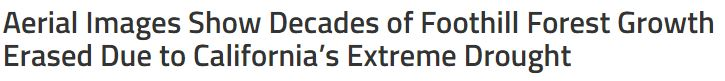 Aerial Images Show Decades of Foothill Forest Growth
Erased Due to California’s Extreme Drought